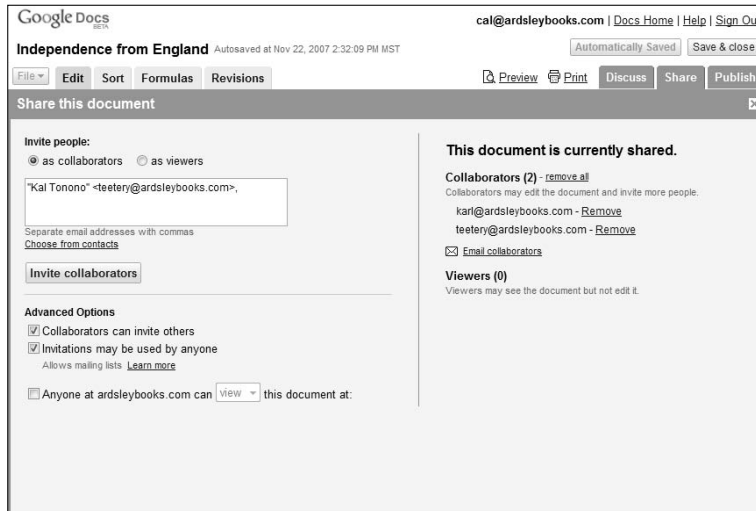 Google Docs
BETA
cal@ardsleybooks.com | Docs Home | Help | Sign Ou
Independence from England Autosaved at Nov 22, 2007 2:32:09 PM MST
Automatically Saved Save & close
File Edit Sort Formulas Revisions Preview Print Discuss Share Publish
Share this document
Invite people:
as collaborators as viewers
"Kal Tonono" <teetery@ardsleybooks.com>,
Separate email addresses with commas
Choose from contacts
Invite collaborators
Advanced Options
Collaborators can invite others
Invitations may be used by anyone
Allows mailing lists Learn more
Anyone at ardsleybooks.com can view this document at:
This document is currently shared.
Collaborators (2) - remove all
Collaborators may edit the document and invite more people.
karl@ardsleybooks.com - Remove
teetery@ardsleybooks.com - Remove
Email collaborators
Viewers (0)
Viewers may see the document but not edit it.